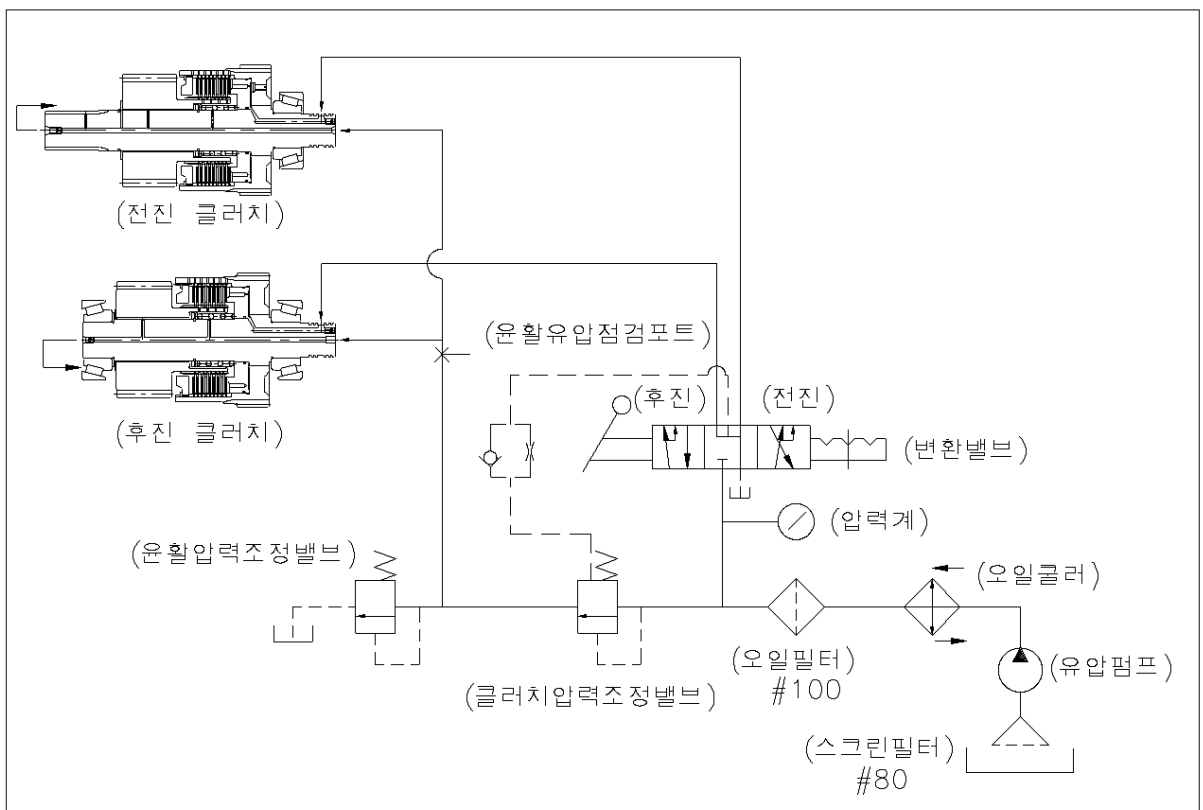 (전진 클러치)
(후진 클러치)
(윤활유압점검포트)
(후진)
(전진)
(변환밸브)
(압력계)
(윤활압력조정밸브)
(오일쿨러)
(오일필터)
#100
(유압펌프)
(클러치압력조정밸브)
(스크린필터)
#80